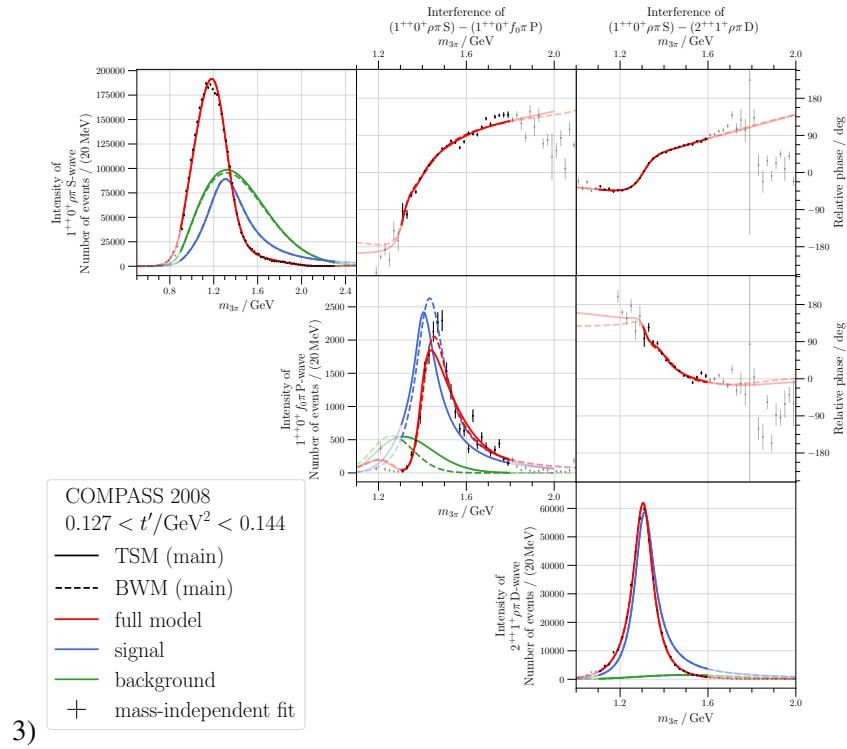 Interference of
(1⁺⁺0⁺ρπ S) − (1⁺⁺0⁺f₀π P)
m₃π / GeV
1.2 1.6 2.0
Interference of
(1⁺⁺0⁺ρπ S) − (2⁺⁺1⁺ρπ D)
m₃π / GeV
1.2 1.6 2.0
Intensity of
1⁺⁺0⁺ρπ S-wave
Number of events / (20 MeV)
200000
175000
150000
125000
100000
75000
50000
25000
0
0.8 1.2 1.6 2.0 2.4
m₃π / GeV
180
90
0
−90
−180
Relative phase / deg
Intensity of
1⁺⁺0⁺f₀π P-wave
Number of events / (20 MeV)
2500
2000
1500
1000
500
0
1.2 1.6 2.0
m₃π / GeV
180
90
0
−90
−180
Relative phase / deg
Intensity of
2⁺⁺1⁺ρπ D-wave
Number of events / (20 MeV)
60000
50000
40000
30000
20000
10000
0
1.2 1.6 2.0
m₃π / GeV
COMPASS 2008
0.127 < t′/GeV² < 0.144
TSM (main)
BWM (main)
full model
signal
background
mass-independent fit
3)